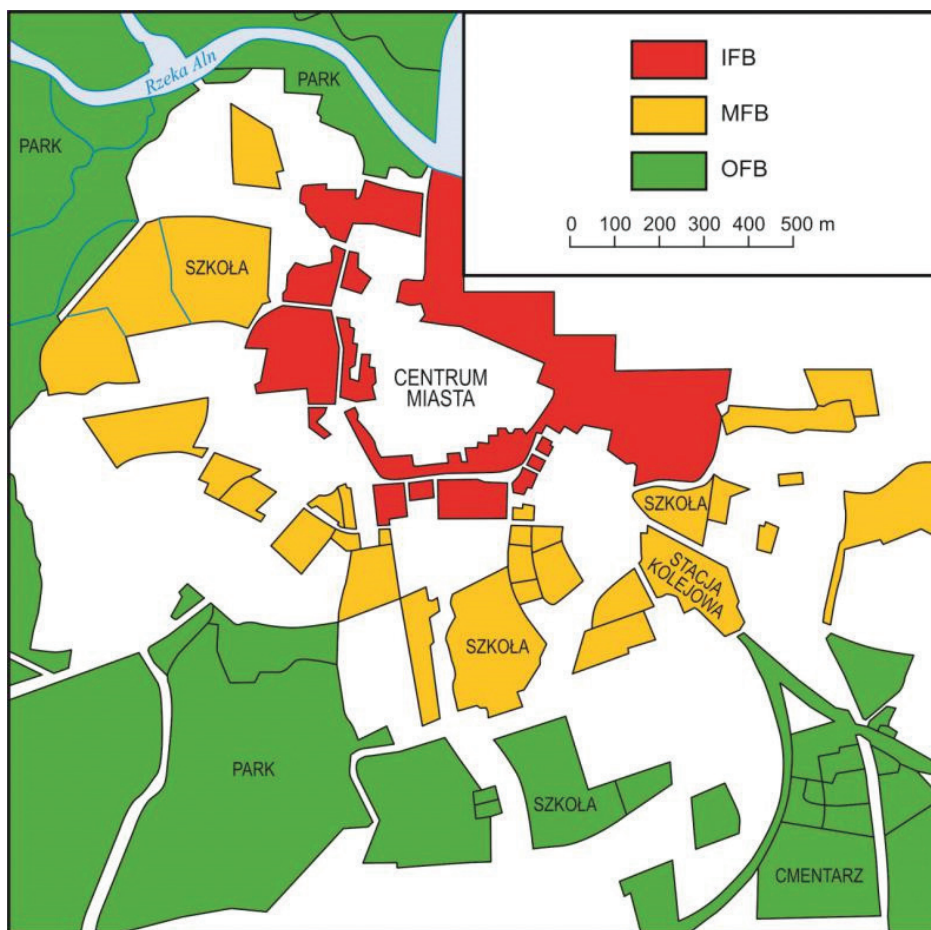 Rzeka Aln
PARK
PARK
IFB
MFB
OFB
0 100 200 300 400 500 m
SZKOŁA
CENTRUM
MIASTA
SZKOŁA
STACJA
KOLEJOWA
SZKOŁA
PARK
SZKOŁA
CMENTARZ